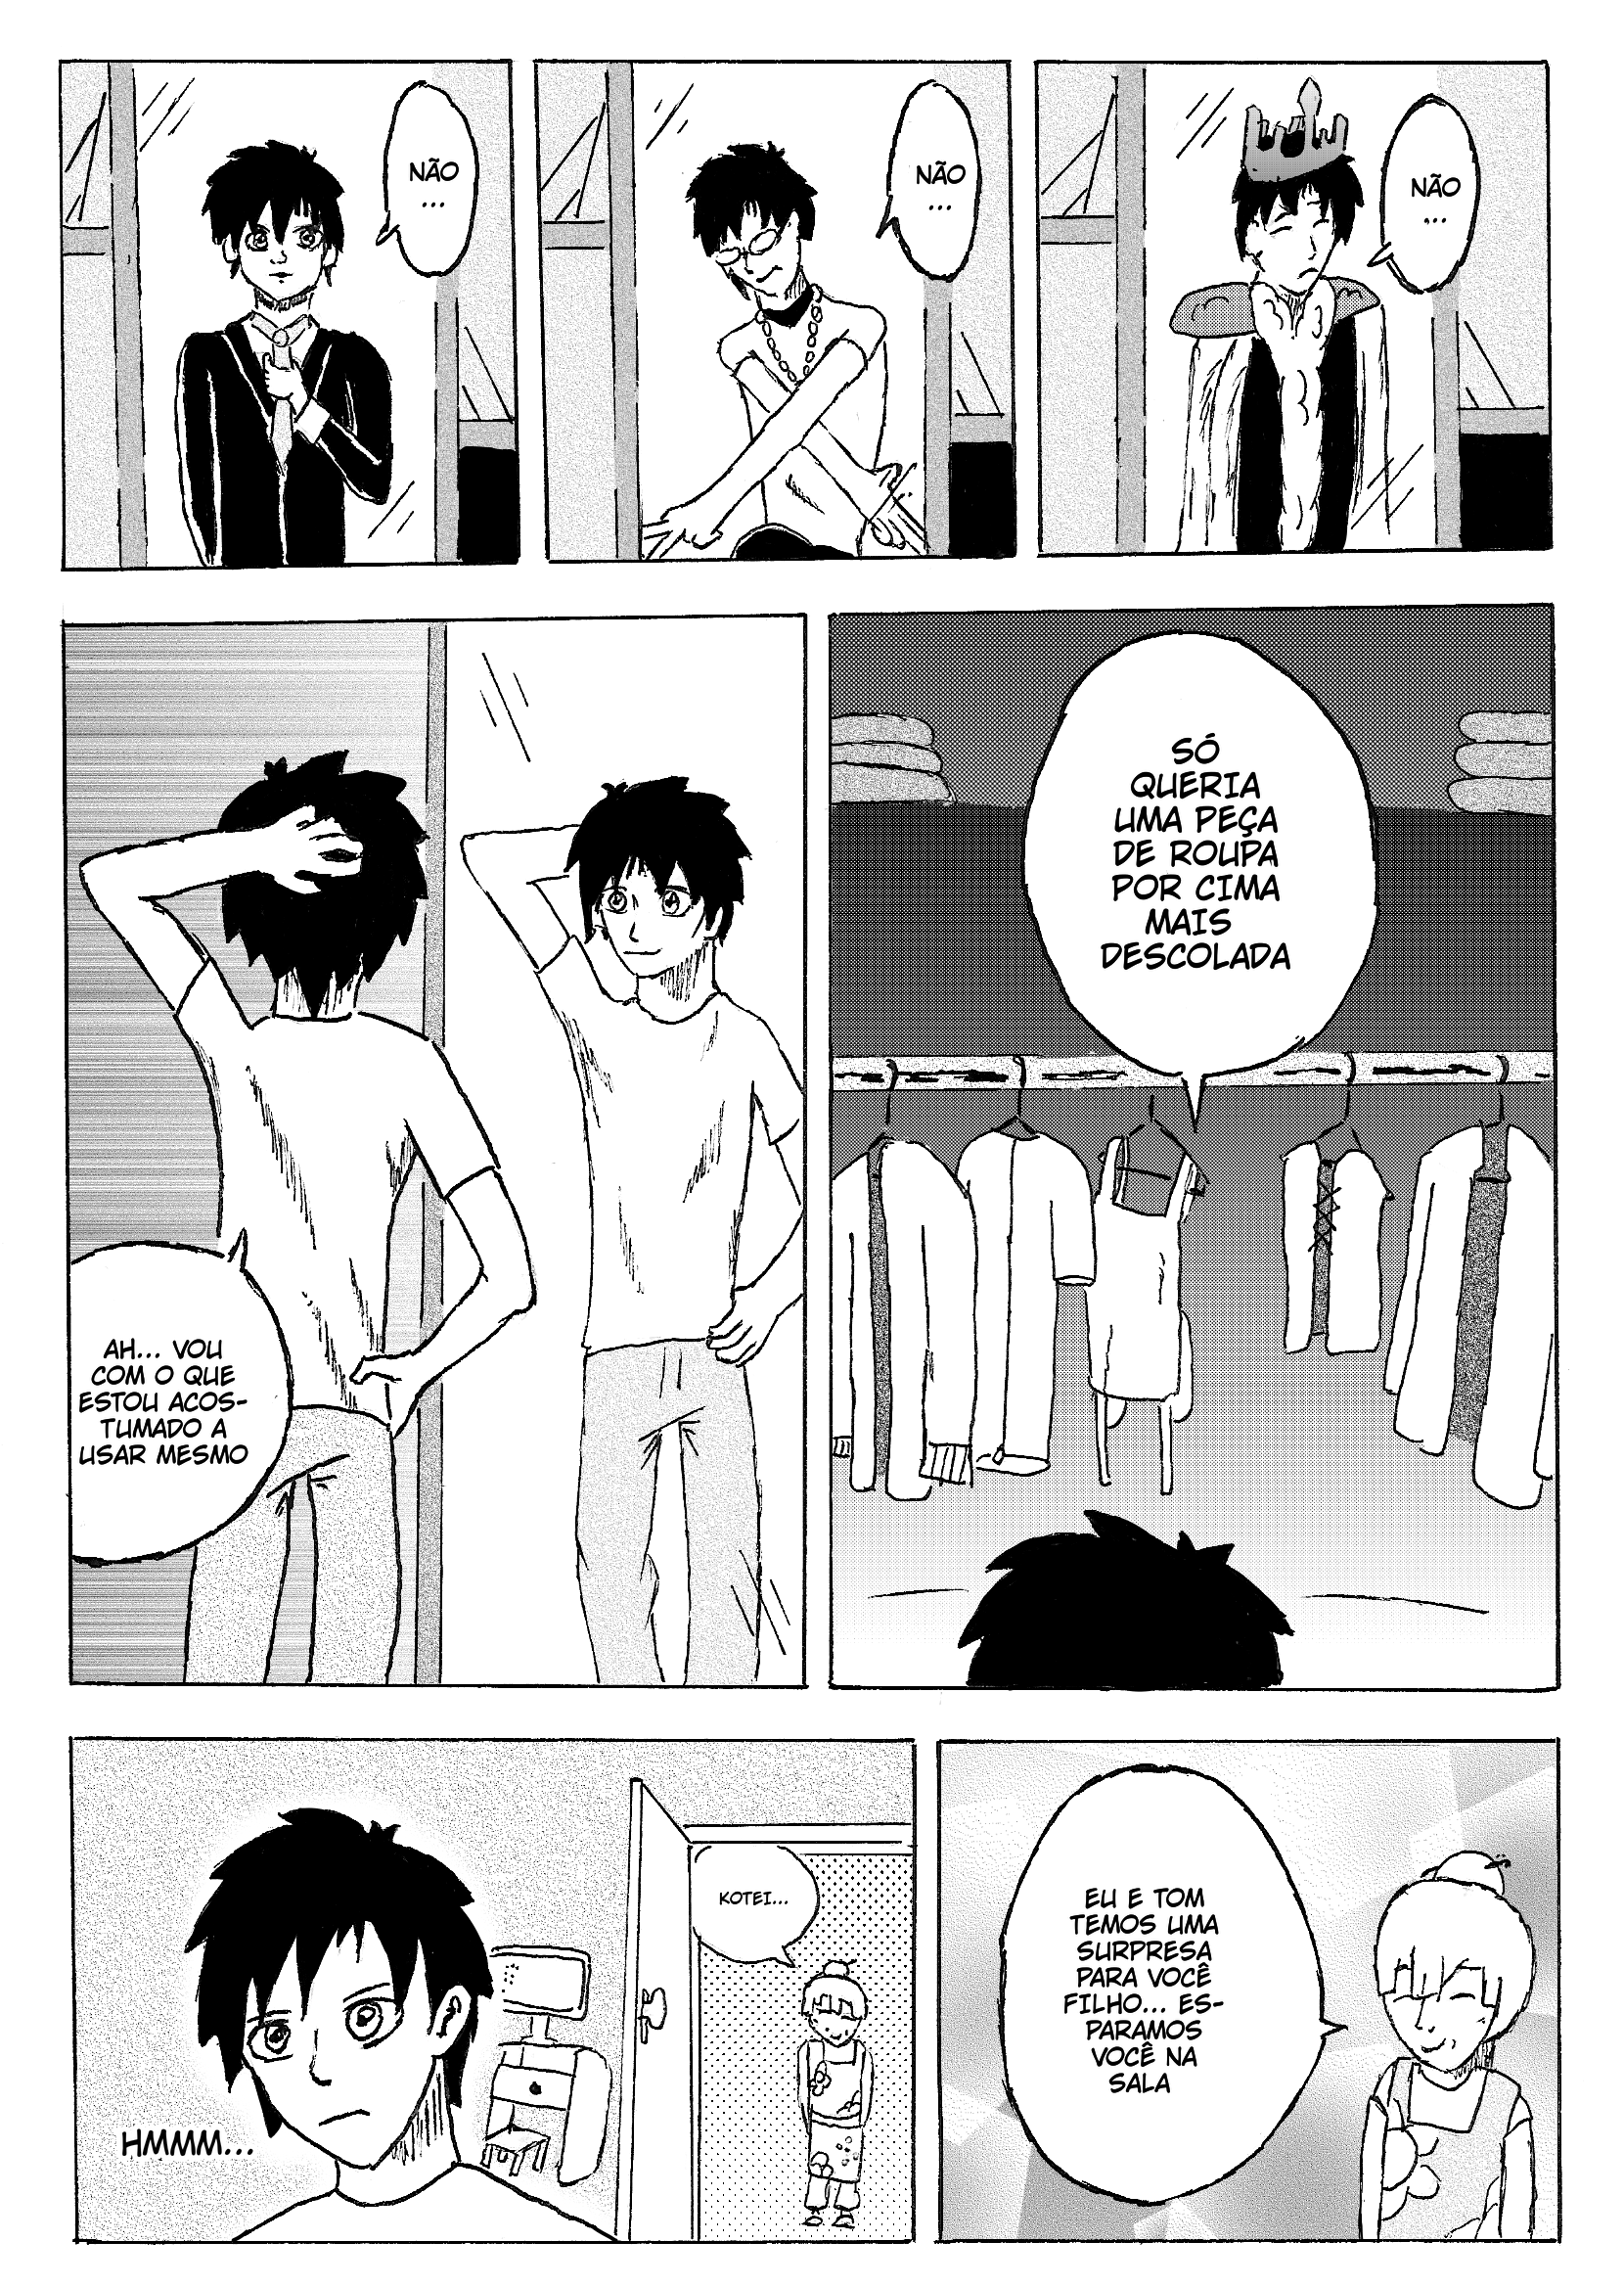 NÃO
...
NÃO
...
NÃO
...
AH... VOU
COM O QUE
ESTOU ACOS-
TUMADO A
USAR MESMO
SÓ
QUERIA
UMA PEÇA
DE ROUPA
POR CIMA
MAIS
DESCOLADA
HMMM...
KOTEI...
EU E TOM
TEMOS UMA
SURPRESA
PARA VOCÊ
FILHO... ES-
PARAMOS
VOCÊ NA
SALA